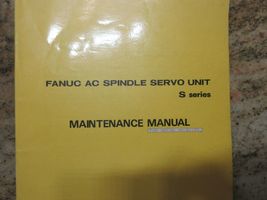 FANUC AC SPINDLE SERVO UNIT
S series
MAINTENANCE MANUAL